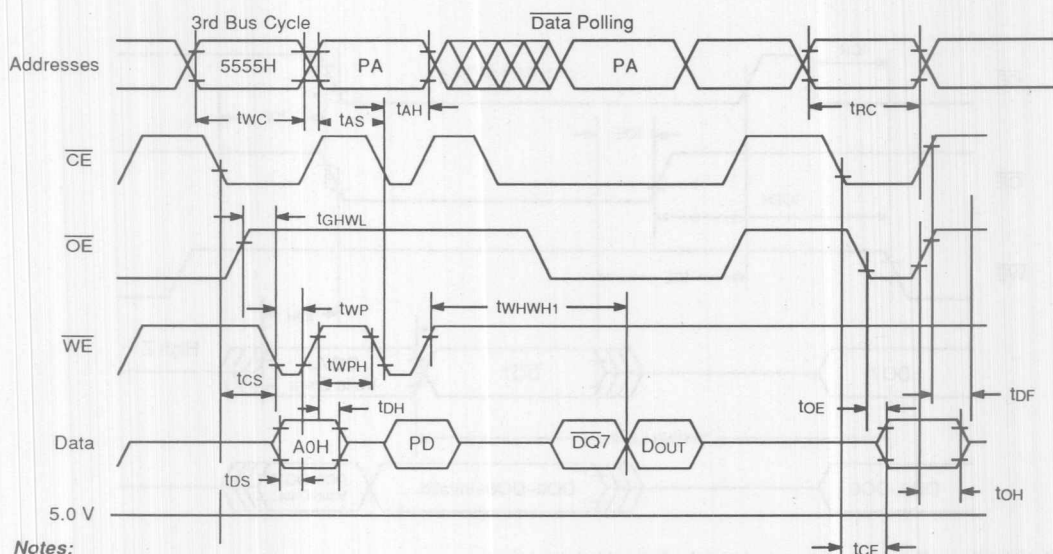 3rd Bus Cycle
Data Polling
Addresses
5555H
PA
PA
tWC
tAS
tAH
tRC
CE
tGHWL
OE
tWP
tWHWH1
WE
tWPH
tCS
tDH
tOE
tDF
Data
A0H
PD
DQ7
DOUT
tDS
tOH
5.0 V
tCE
Notes: